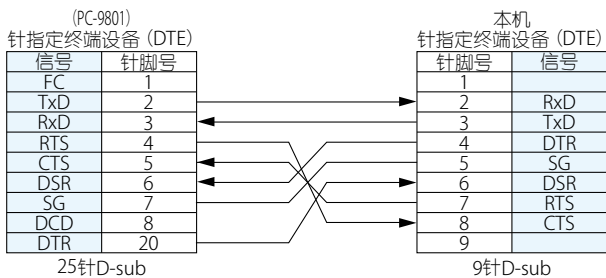 (PC-9801) 本机
针指定终端设备 (DTE) 针指定终端设备 (DTE)
信号 针脚号 针脚号 信号
FC 1 1
TxD 2 2 RxD
RxD 3 3 TxD
RTS 4 4 DTR
CTS 5 5 SG
DSR 6 6 DSR
SG 7 7 RTS
DCD 8 8 CTS
DTR 20 9
25针D-sub 9针D-sub